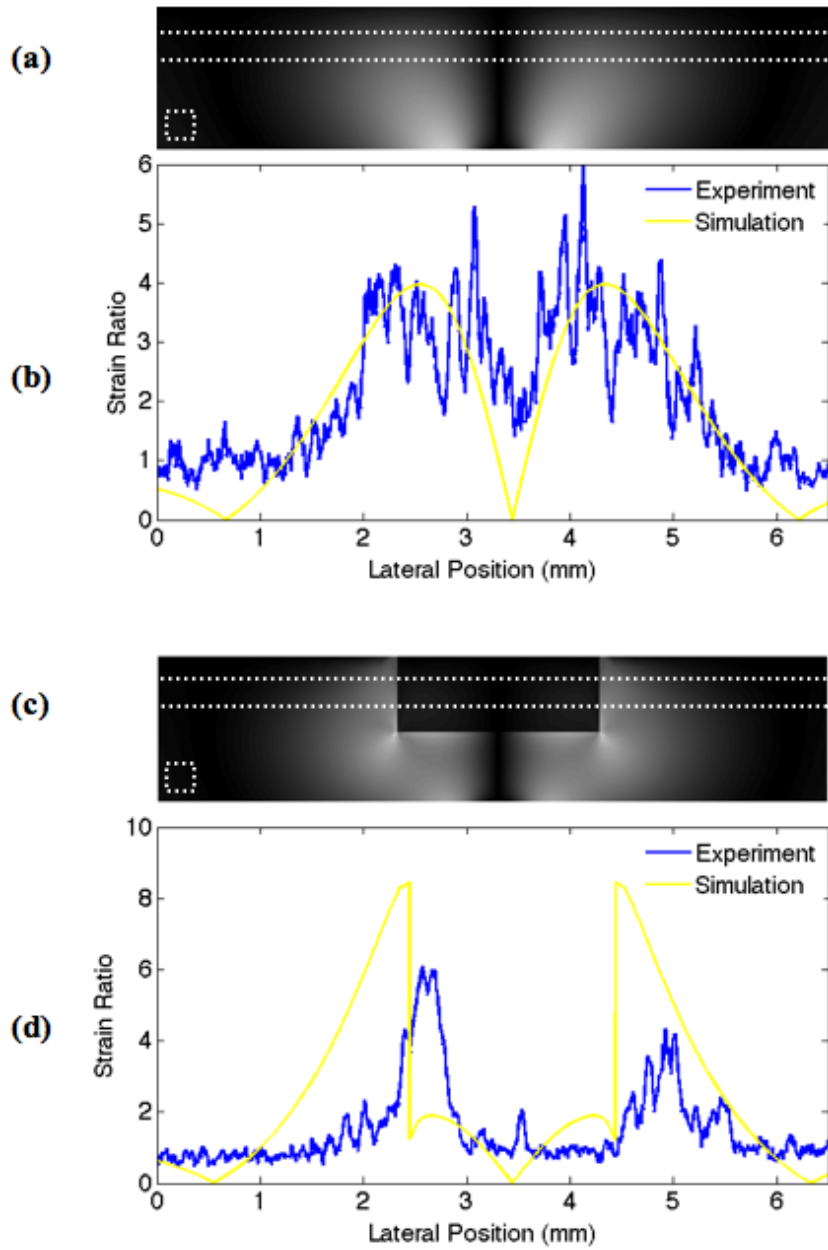 (a)
(b)
6
5
4
3
2
1
0
Strain Ratio
Experiment
Simulation
0 1 2 3 4 5 6
Lateral Position (mm)
(c)
(d)
10
8
6
4
2
0
Strain Ratio
Experiment
Simulation
0 1 2 3 4 5 6
Lateral Position (mm)